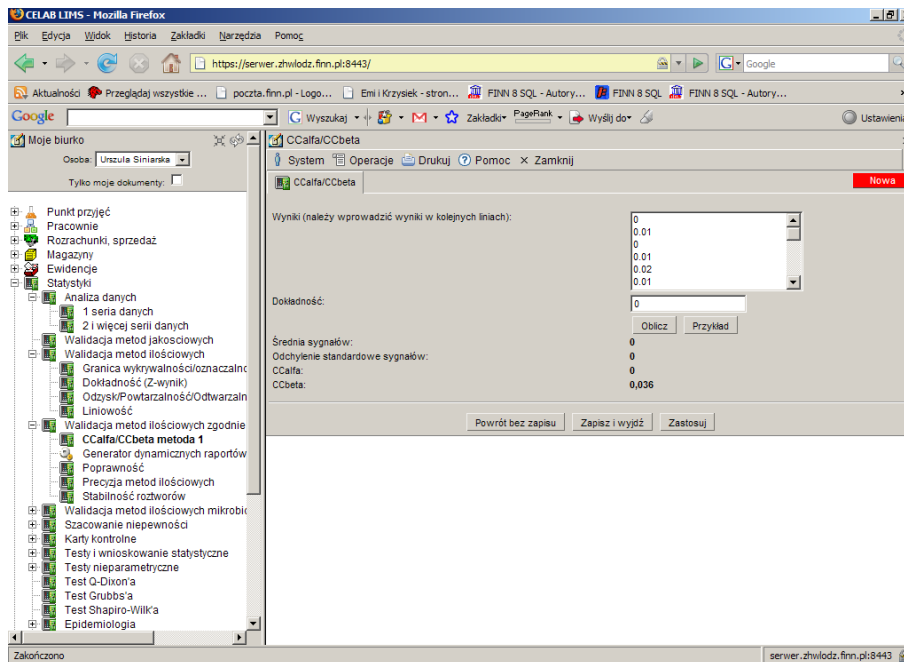 CELAB LIMS - Mozilla Firefox
Plik Edycja Widok Historia Zakładki Narzędzia Pomoc
https://serwer.zhwlodz.finn.pl:8443/ Google
Aktualności Przeglądaj wszystkie ... poczta.finn.pl - Logo... Emi i Krzysiek - stron... FINN 8 SQL - Autory... FINN 8 SQL FINN 8 SQL - Autory...
Google Wyszukaj Zakładki PageRank Wyślij do Ustawienia
Moje biurko
Osoba: Urszula Siniarska
Tylko moje dokumenty:
Punkt przyjęć
Pracownie
Rozrachunki, sprzedaż
Magazyny
Ewidencje
Statystyki
Analiza danych
1 seria danych
2 i więcej serii danych
Walidacja metod jakosciowych
Walidacja metod ilościowych
Granica wykrywalności/oznaczalnc
Dokładność (Z-wynik)
Odzysk/Powtarzalność/Odtwarzaln
Liniowość
Walidacja metod ilościowych zgodnie
CCalfa/CCbeta metoda 1
Generator dynamicznych raportów
Poprawność
Precyzja metod ilościowych
Stabilność roztworów
Walidacja metod ilościowych mikrobio
Szacowanie niepewności
Karty kontrolne
Testy i wnioskowanie statystyczne
Testy nieparametryczne
Test Q-Dixon'a
Test Grubbs'a
Test Shapiro-Wilk'a
Epidemiologia
CCalfa/CCbeta
System Operacje Drukuj Pomoc Zamknij
CCalfa/CCbeta Nowa
Wyniki (należy wprowadzić wyniki w kolejnych liniach):
0
0.01
0
0.01
0.02
0.01
Dokładność: 0
Oblicz Przykład
Średnia sygnałów: 0
Odchylenie standardowe sygnałów: 0
CCalfa: 0
CCbeta: 0,036
Powrót bez zapisu Zapisz i wyjdź Zastosuj
Zakończono serwer.zhwlodz.finn.pl:8443